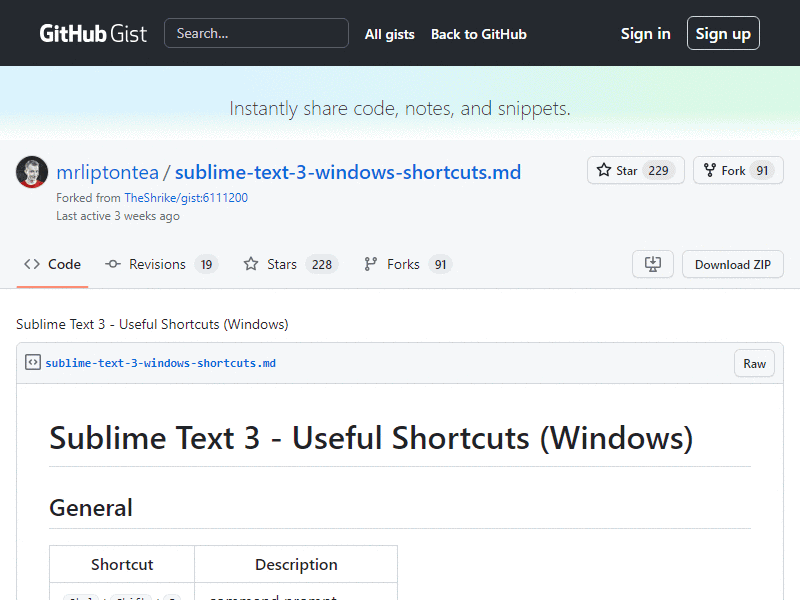 GitHub Gist Search... All gists Back to GitHub Sign in Sign up
Instantly share code, notes, and snippets.
mrliptontea / sublime-text-3-windows-shortcuts.md Star 229 Fork 91
Forked from TheShrike/gist:6111200
Last active 3 weeks ago
Code Revisions 19 Stars 228 Forks 91 Download ZIP
Sublime Text 3 - Useful Shortcuts (Windows)
sublime-text-3-windows-shortcuts.md Raw
Sublime Text 3 - Useful Shortcuts (Windows)
General
Shortcut Description
command prompt